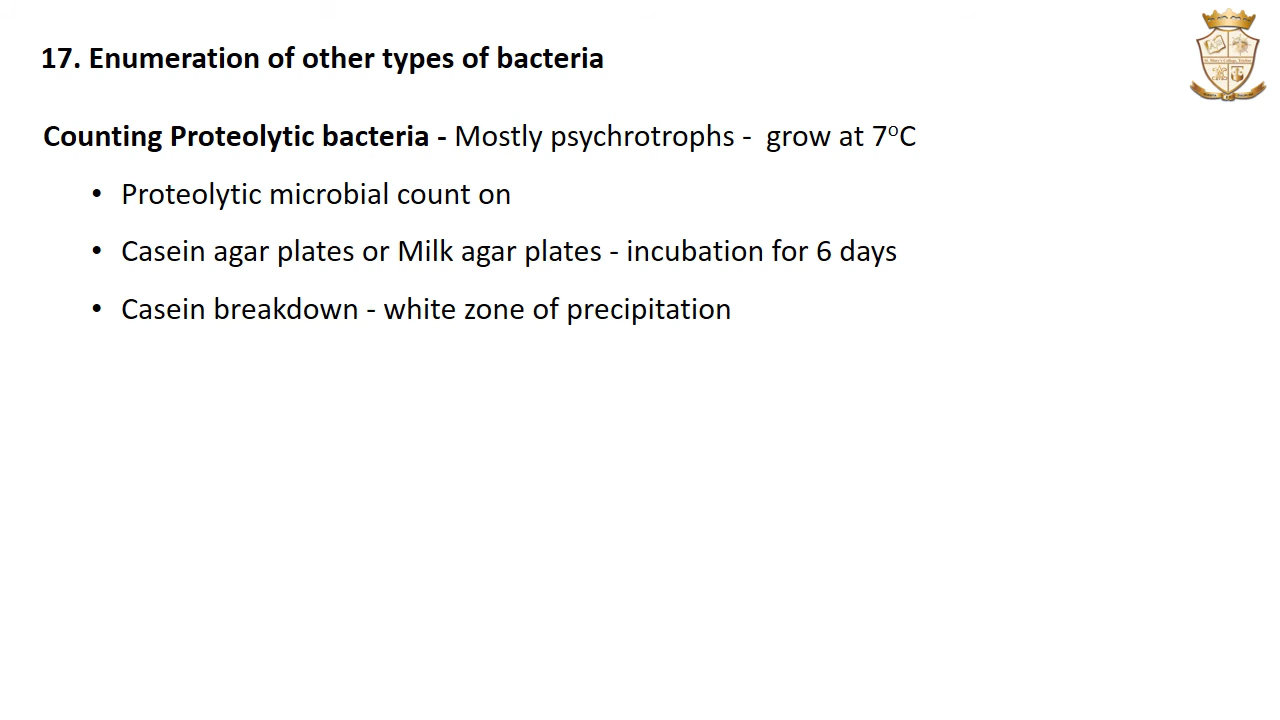 17. Enumeration of other types of bacteria
Counting Proteolytic bacteria - Mostly psychrotrophs - grow at 7°C
• Proteolytic microbial count on
• Casein agar plates or Milk agar plates - incubation for 6 days
• Casein breakdown - white zone of precipitation